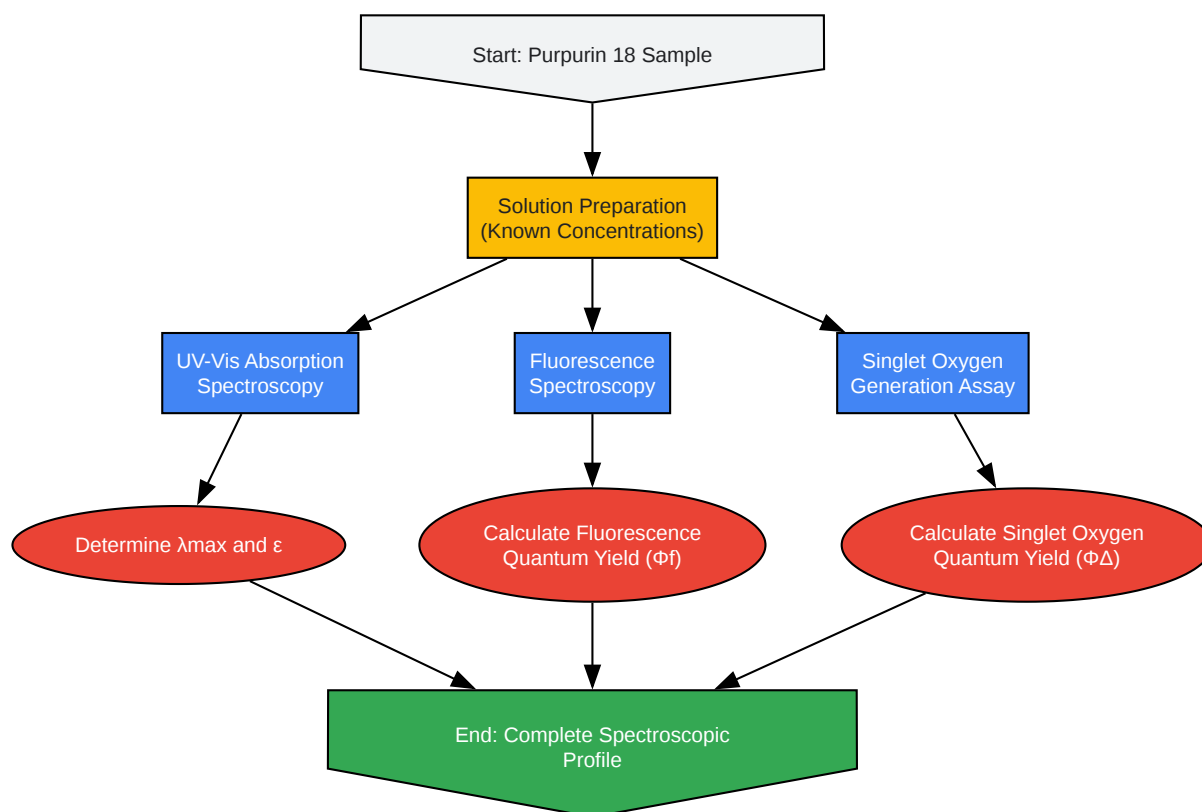 Start: Purpurin 18 Sample
Solution Preparation
(Known Concentrations)
UV-Vis Absorption
Spectroscopy
Fluorescence
Spectroscopy
Singlet Oxygen
Generation Assay
Determine λmax and ε
Calculate Fluorescence
Quantum Yield (Φf)
Calculate Singlet Oxygen
Quantum Yield (ΦΔ)
End: Complete Spectroscopic
Profile